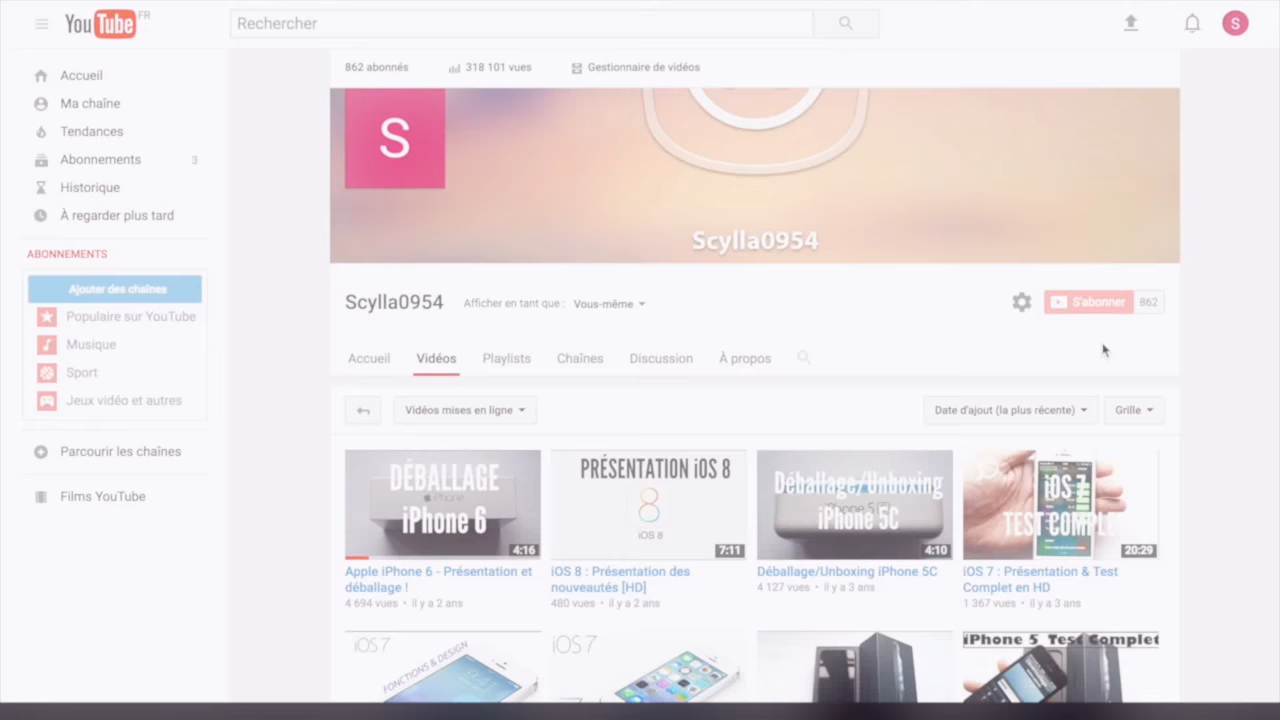 YouTube FR
Rechercher
S
862 abonnés
318 101 vues
Gestionnaire de vidéos
Accueil
Ma chaîne
Tendances
Abonnements 3
Historique
À regarder plus tard
ABONNEMENTS
Ajouter des chaînes
Populaire sur YouTube
Musique
Sport
Jeux vidéo et autres
Parcourir les chaînes
Films YouTube
S
Scylla0954
Scylla0954
Afficher en tant que : Vous-même
S'abonner 862
Accueil Vidéos Playlists Chaînes Discussion À propos
Vidéos mises en ligne
Date d'ajout (la plus récente)
Grille
DÉBALLAGE
iPhone
iPhone 6
4:16
Apple iPhone 6 - Présentation et
déballage !
4 694 vues • il y a 2 ans
PRÉSENTATION iOS 8
8
iOS 8
7:11
iOS 8 : Présentation des
nouveautés [HD]
480 vues • il y a 2 ans
Déballage/Unboxing
iPhone 5C
4:10
Déballage/Unboxing iPhone 5C
4 127 vues • il y a 3 ans
iOS 7
TEST COMPLET
20:29
iOS 7 : Présentation & Test
Complet en HD
1 367 vues • il y a 3 ans
iOS7
FONCTIONS & DESIGN
iOS7
iPhone 5 Test Complet